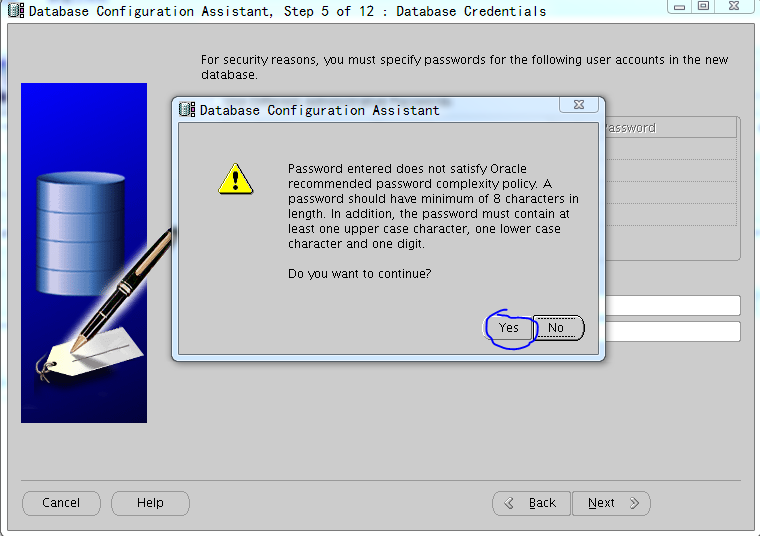 Database Configuration Assistant, Step 5 of 12 : Database Credentials
For security reasons, you must specify passwords for the following user accounts in the new
database.
Password
Database Configuration Assistant
Password entered does not satisfy Oracle
recommended password complexity policy. A
password should have minimum of 8 characters in
length. In addition, the password must contain at
least one upper case character, one lower case
character and one digit.
Do you want to continue?
Yes No
Cancel Help Back Next